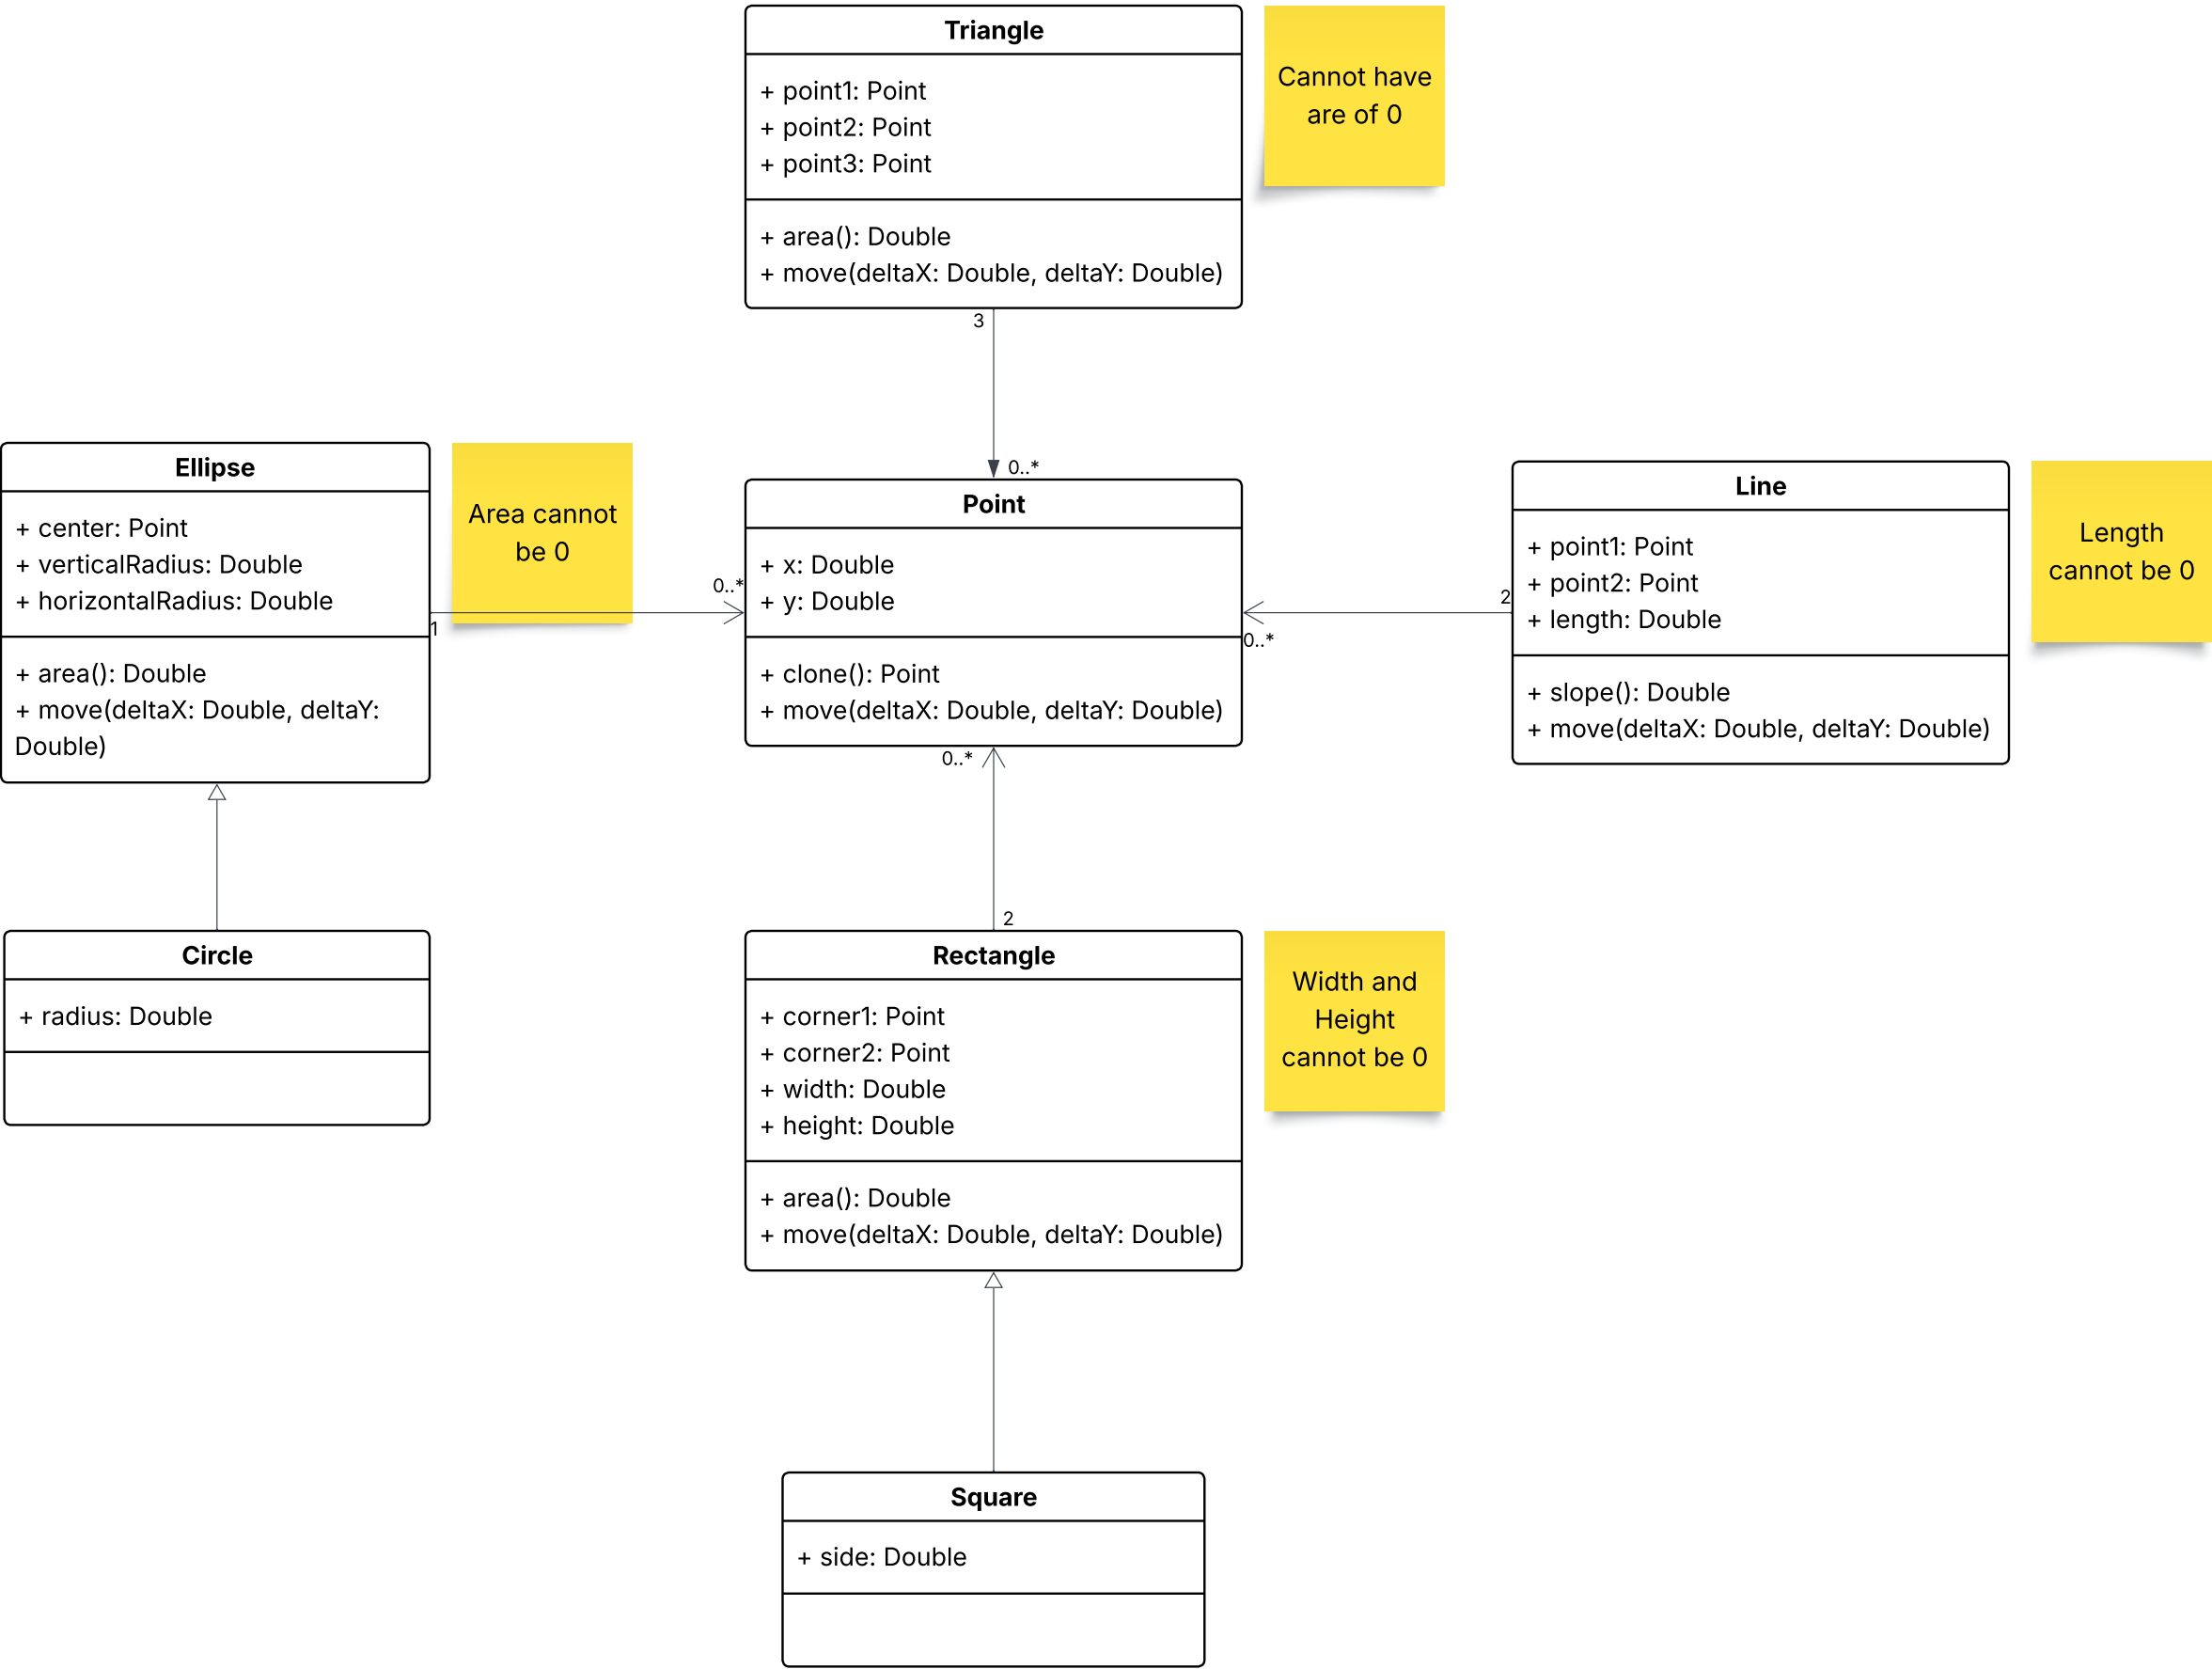 Triangle
+ point1: Point
+ point2: Point
+ point3: Point
+ area(): Double
+ move(deltaX: Double, deltaY: Double)
Cannot have
are of 0
3
0..*
Ellipse
+ center: Point
+ verticalRadius: Double
+ horizontalRadius: Double
+ area(): Double
+ move(deltaX: Double, deltaY:
Double)
Area cannot
be 0
1
0..*
Point
+ x: Double
+ y: Double
+ clone(): Point
+ move(deltaX: Double, deltaY: Double)
2
0..*
Line
+ point1: Point
+ point2: Point
+ length: Double
+ slope(): Double
+ move(deltaX: Double, deltaY: Double)
Length
cannot be 0
0..*
2
Circle
+ radius: Double
Rectangle
+ corner1: Point
+ corner2: Point
+ width: Double
+ height: Double
+ area(): Double
+ move(deltaX: Double, deltaY: Double)
Width and
Height
cannot be 0
Square
+ side: Double